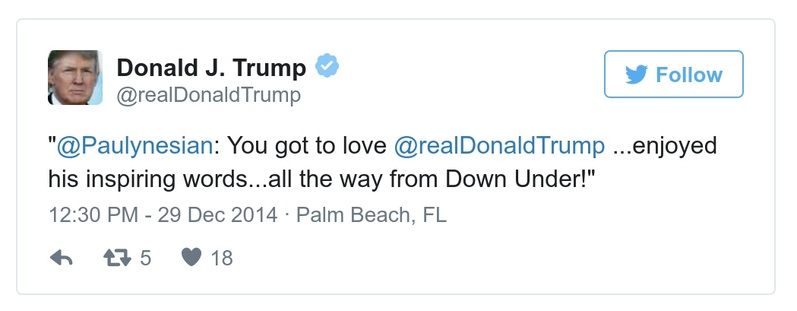 Donald J. Trump
@realDonaldTrump
Follow
"@Paulynesian: You got to love @realDonaldTrump ...enjoyed
his inspiring words...all the way from Down Under!"
12:30 PM - 29 Dec 2014 · Palm Beach, FL
5 18